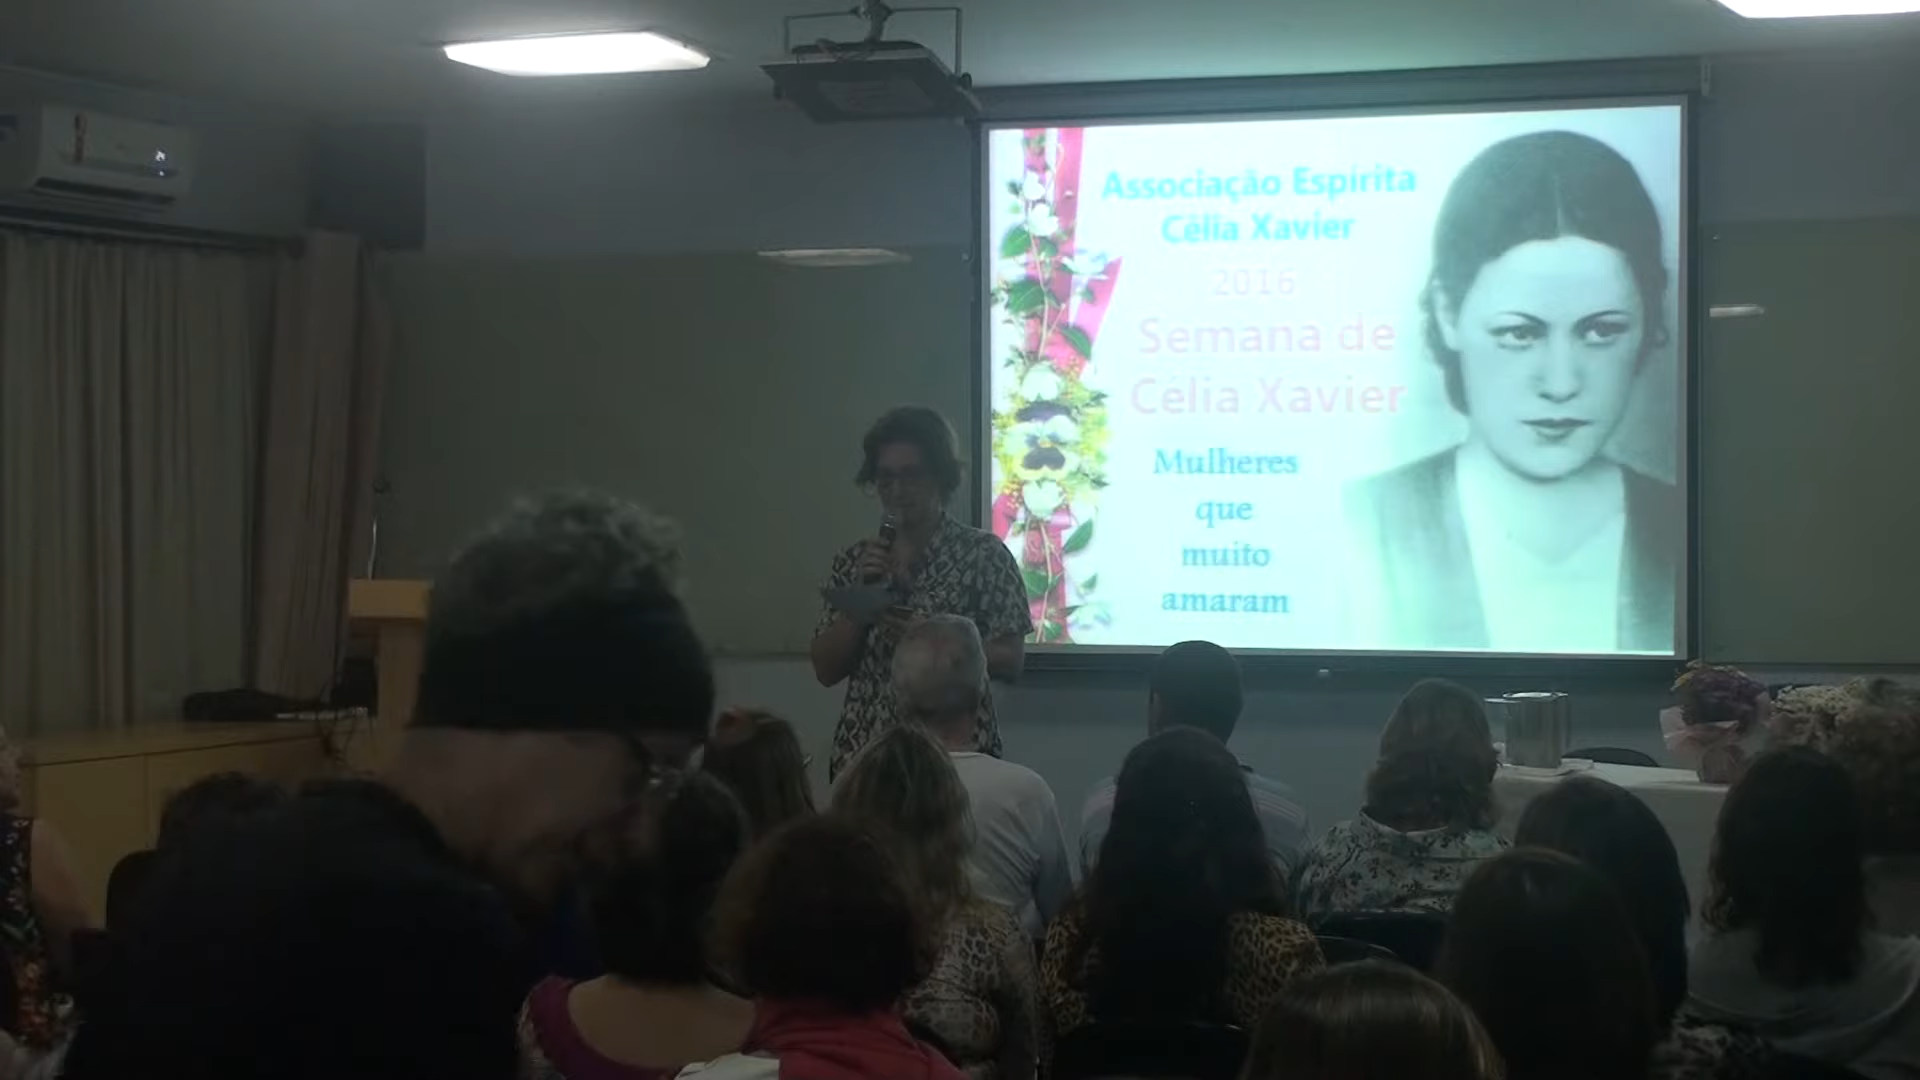 Associação Espírita
Célia Xavier
2016
Semana de
Célia Xavier
Mulheres
que
muito
amaram